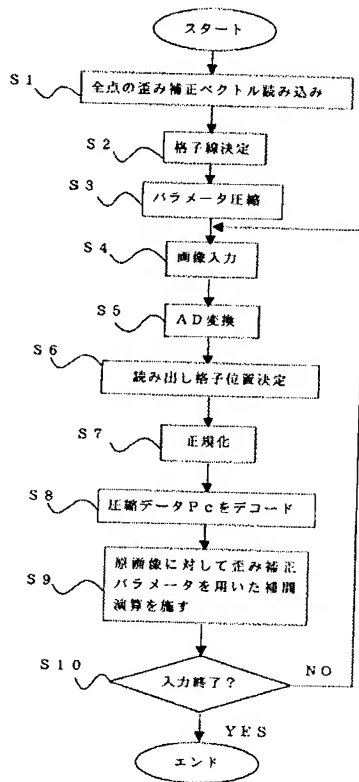 スタート
S1
全点の歪み補正ベクトル読み込み
S2
格子線決定
S3
パラメータ圧縮
S4
画像入力
S5
AD変換
S6
読み出し格子位置決定
S7
正規化
S8
圧縮データPcをデコード
S9
原画像に対して歪み補正
パラメータを用いた補間
演算を施す
S10
入力終了?
NO
YES
エンド